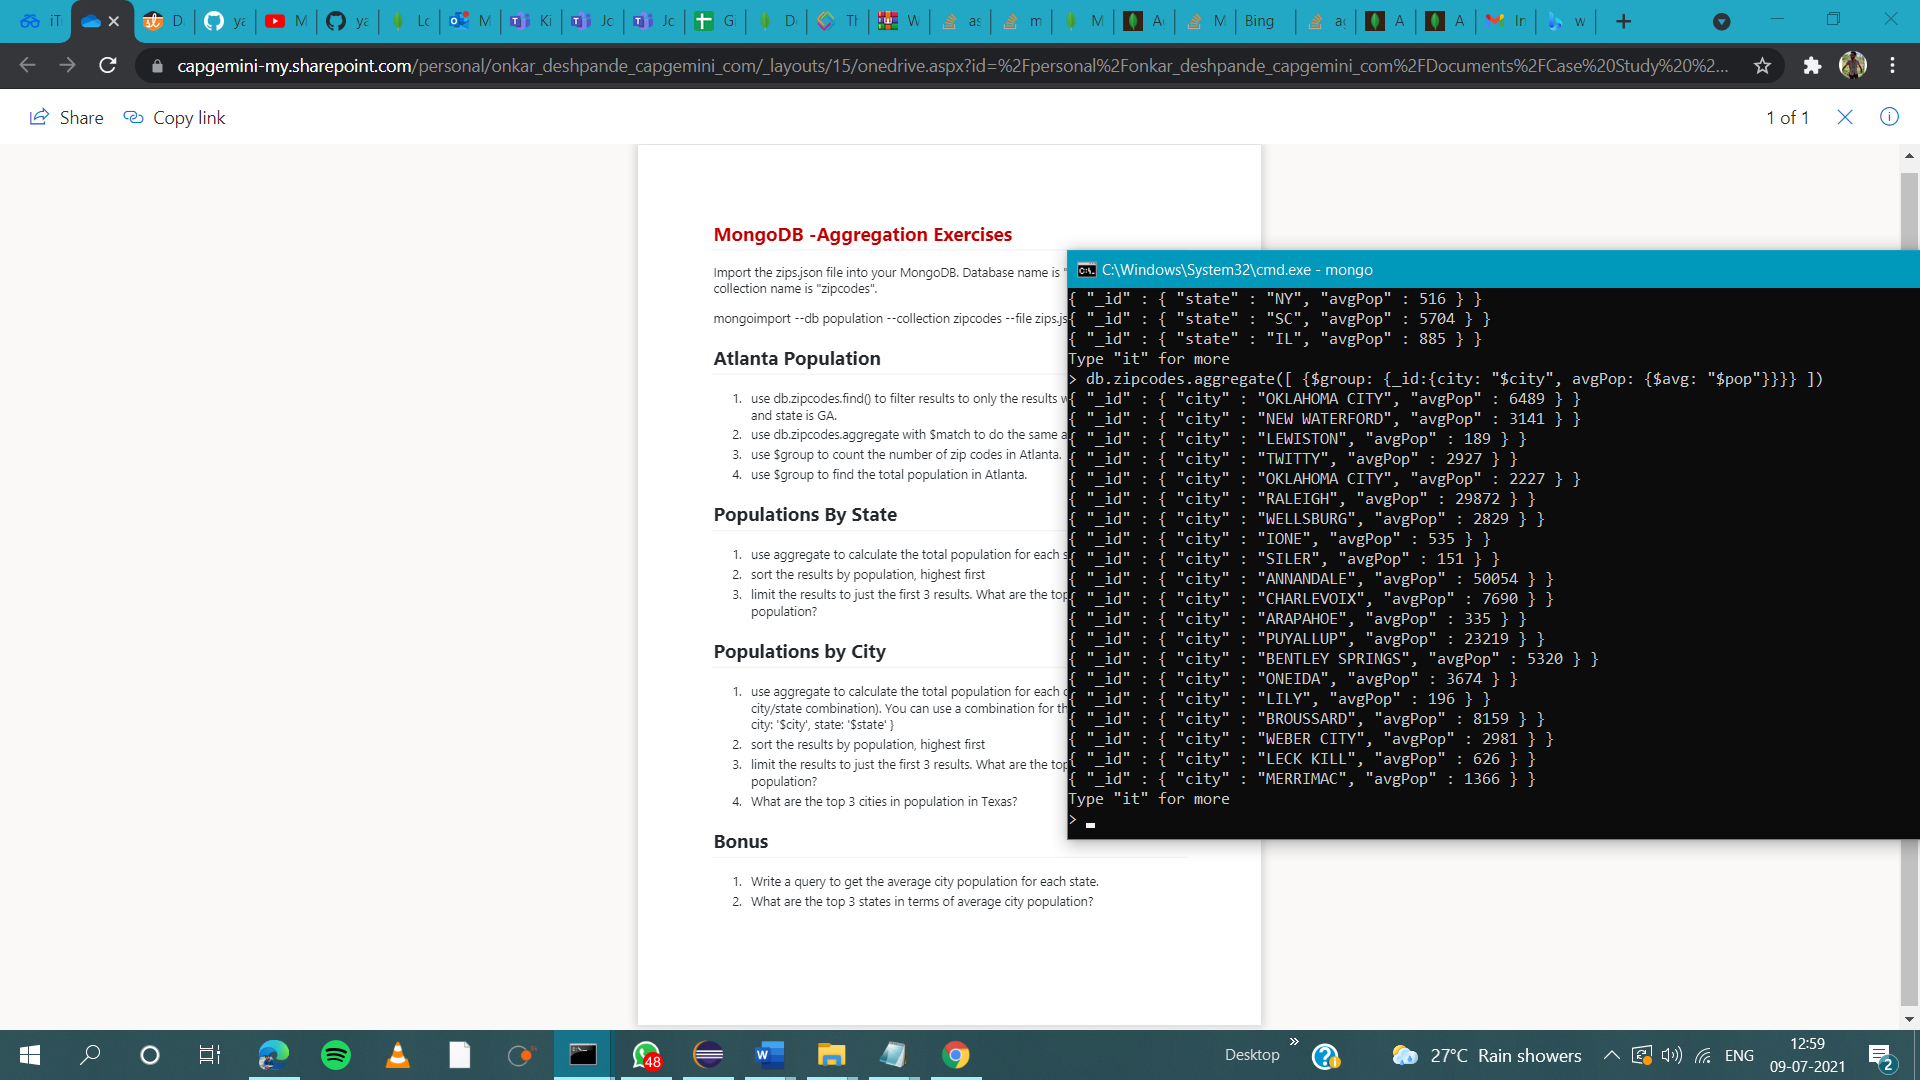 iT
D
ya
M
ya
Lo
M
Ki
Jc
Jc
Gi
D
Th
W
as
m
M
Ac
M
Bing
ag
A
A
In
w
capgemini-my.sharepoint.com/personal/onkar_deshpande_capgemini_com/_layouts/15/onedrive.aspx?id=%2Fpersonal%2Fonkar_deshpande_capgemini_com%2FDocuments%2FCase%20Study%20%2...
Share
Copy link
1 of 1
MongoDB -Aggregation Exercises
Import the zips.json file into your MongoDB. Database name is "
collection name is "zipcodes".
mongoimport --db population --collection zipcodes --file zips.js
Atlanta Population
1. use db.zipcodes.find() to filter results to only the results w
and state is GA.
2. use db.zipcodes.aggregate with $match to do the same a
3. use $group to count the number of zip codes in Atlanta.
4. use $group to find the total population in Atlanta.
Populations By State
1. use aggregate to calculate the total population for each s
2. sort the results by population, highest first
3. limit the results to just the first 3 results. What are the top
population?
Populations by City
1. use aggregate to calculate the total population for each c
city/state combination). You can use a combination for th
city: '$city', state: '$state' }
2. sort the results by population, highest first
3. limit the results to just the first 3 results. What are the top
population?
4. What are the top 3 cities in population in Texas?
Bonus
1. Write a query to get the average city population for each state.
2. What are the top 3 states in terms of average city population?
C:\Windows\System32\cmd.exe - mongo
{ "_id" : { "state" : "NY", "avgPop" : 516 } }
{ "_id" : { "state" : "SC", "avgPop" : 5704 } }
{ "_id" : { "state" : "IL", "avgPop" : 885 } }
Type "it" for more
> db.zipcodes.aggregate([ {$group: {_id:{city: "$city", avgPop: {$avg: "$pop"}}}} ])
{ "_id" : { "city" : "OKLAHOMA CITY", "avgPop" : 6489 } }
{ "_id" : { "city" : "NEW WATERFORD", "avgPop" : 3141 } }
{ "_id" : { "city" : "LEWISTON", "avgPop" : 189 } }
{ "_id" : { "city" : "TWITTY", "avgPop" : 2927 } }
{ "_id" : { "city" : "OKLAHOMA CITY", "avgPop" : 2227 } }
{ "_id" : { "city" : "RALEIGH", "avgPop" : 29872 } }
{ "_id" : { "city" : "WELLSBURG", "avgPop" : 2829 } }
{ "_id" : { "city" : "IONE", "avgPop" : 535 } }
{ "_id" : { "city" : "SILER", "avgPop" : 151 } }
{ "_id" : { "city" : "ANNANDALE", "avgPop" : 50054 } }
{ "_id" : { "city" : "CHARLEVOIX", "avgPop" : 7690 } }
{ "_id" : { "city" : "ARAPAHOE", "avgPop" : 335 } }
{ "_id" : { "city" : "PUYALLUP", "avgPop" : 23219 } }
{ "_id" : { "city" : "BENTLEY SPRINGS", "avgPop" : 5320 } }
{ "_id" : { "city" : "ONEIDA", "avgPop" : 3674 } }
{ "_id" : { "city" : "LILY", "avgPop" : 196 } }
{ "_id" : { "city" : "BROUSSARD", "avgPop" : 8159 } }
{ "_id" : { "city" : "WEBER CITY", "avgPop" : 2981 } }
{ "_id" : { "city" : "LECK KILL", "avgPop" : 626 } }
{ "_id" : { "city" : "MERRIMAC", "avgPop" : 1366 } }
Type "it" for more
>
48
Desktop
27°C Rain showers
ENG
12:59
09-07-2021
2